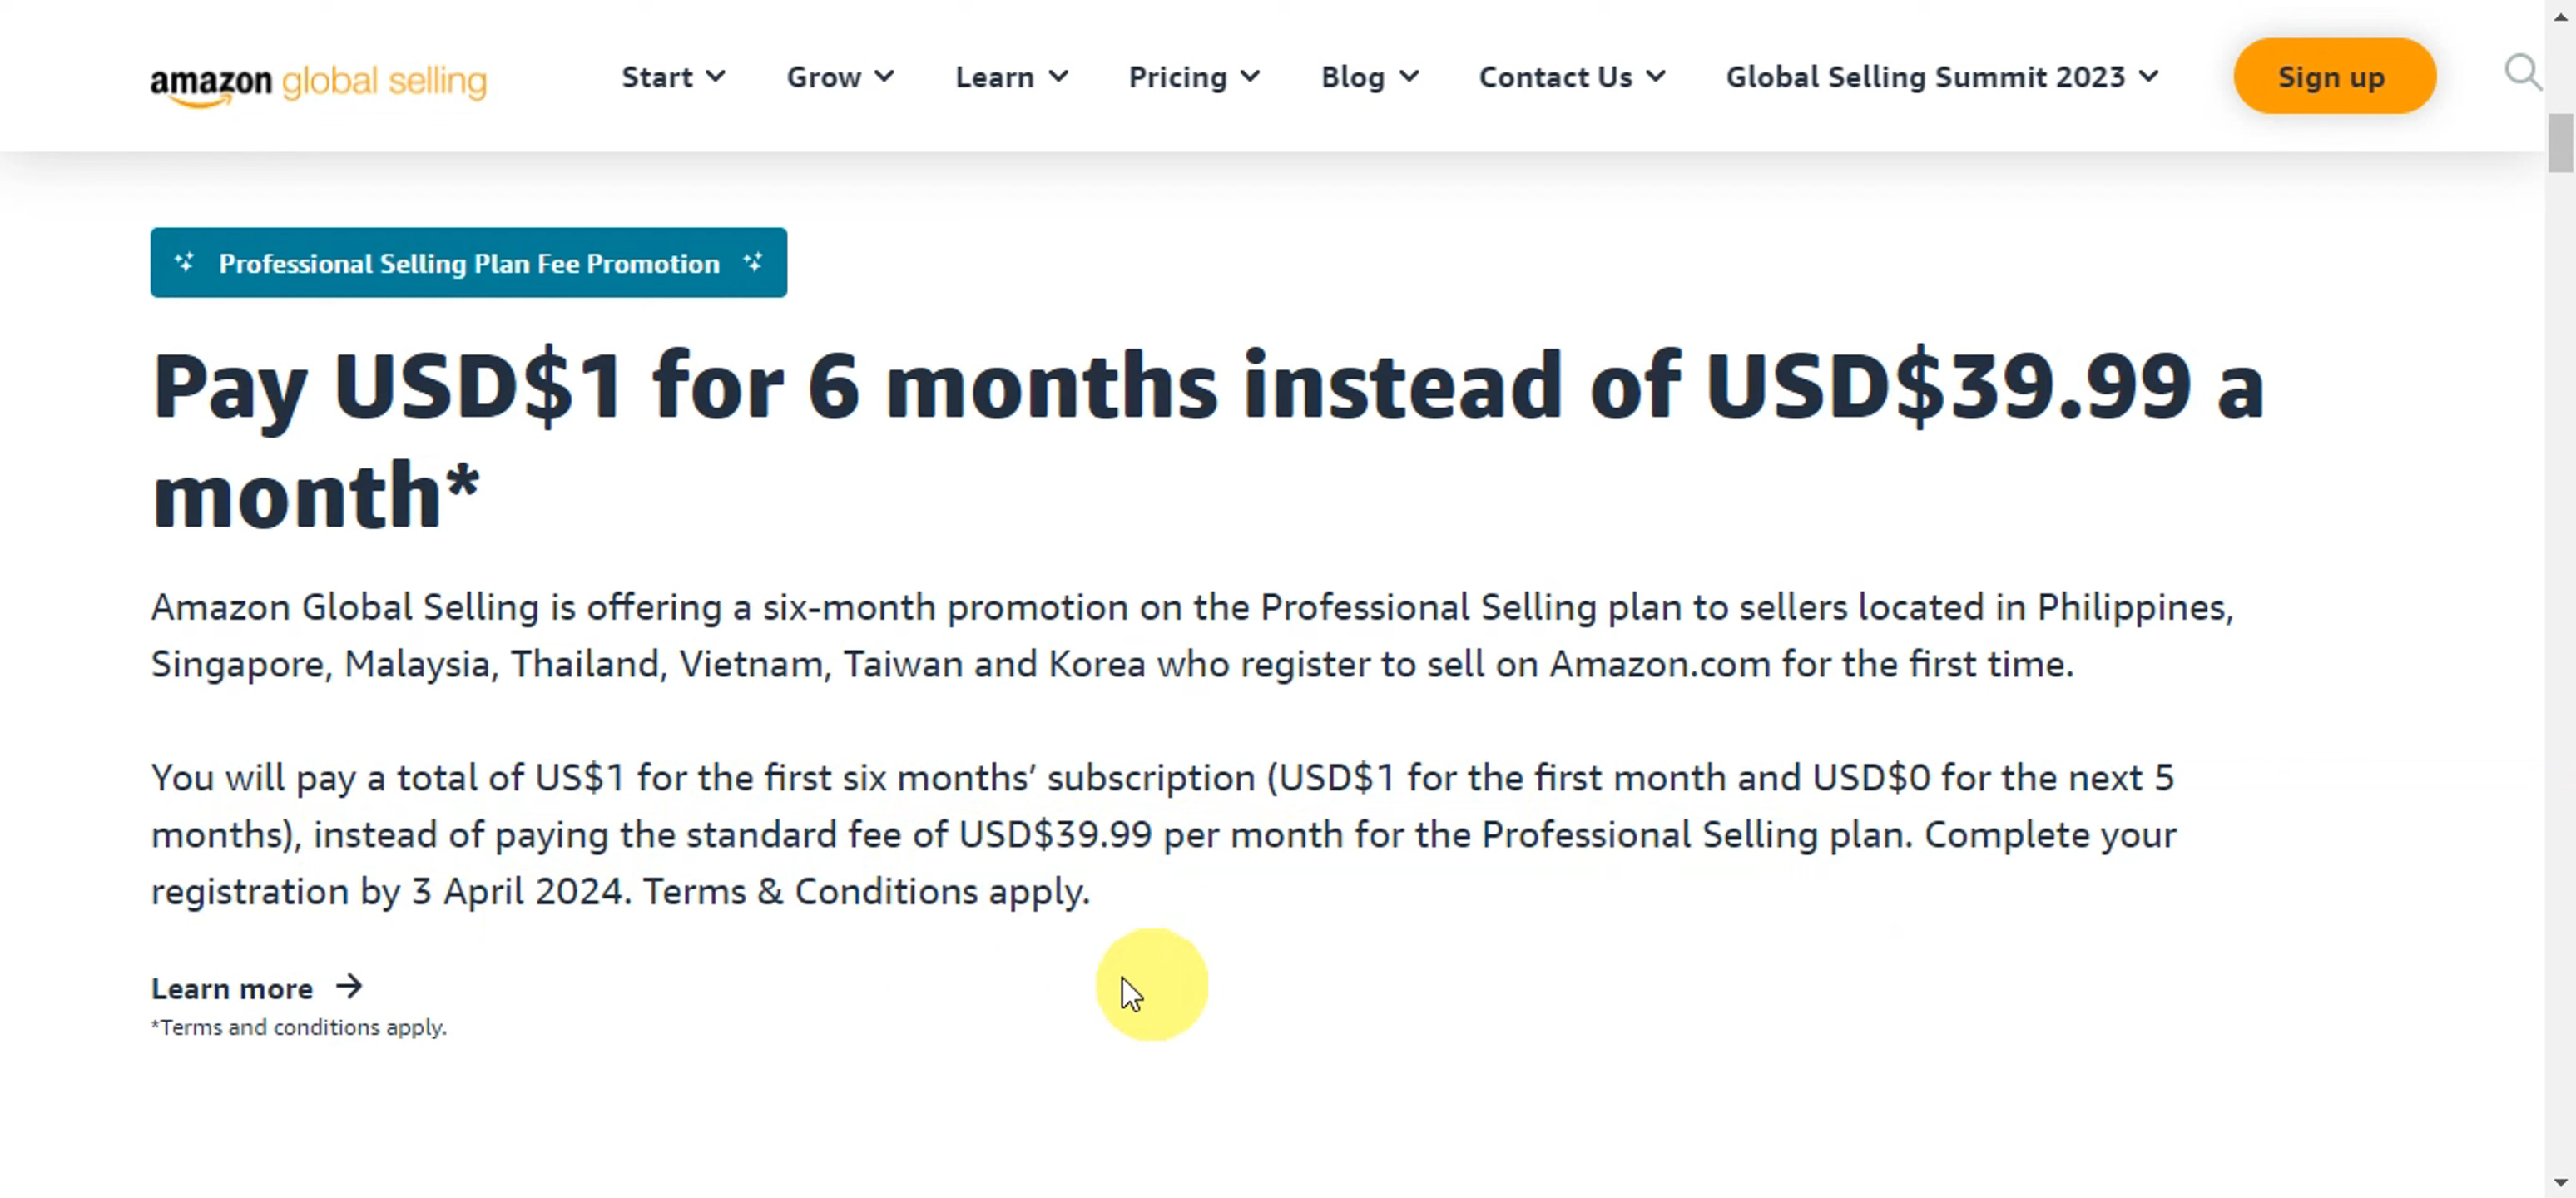 amazon global selling
Start
Grow
Learn
Pricing
Blog
Contact Us
Global Selling Summit 2023
Sign up
Professional Selling Plan Fee Promotion
Pay USD$1 for 6 months instead of USD$39.99 a
month*
Amazon Global Selling is offering a six-month promotion on the Professional Selling plan to sellers located in Philippines,
Singapore, Malaysia, Thailand, Vietnam, Taiwan and Korea who register to sell on Amazon.com for the first time.
You will pay a total of US$1 for the first six months’ subscription (USD$1 for the first month and USD$0 for the next 5
months), instead of paying the standard fee of USD$39.99 per month for the Professional Selling plan. Complete your
registration by 3 April 2024. Terms & Conditions apply.
Learn more
*Terms and conditions apply.